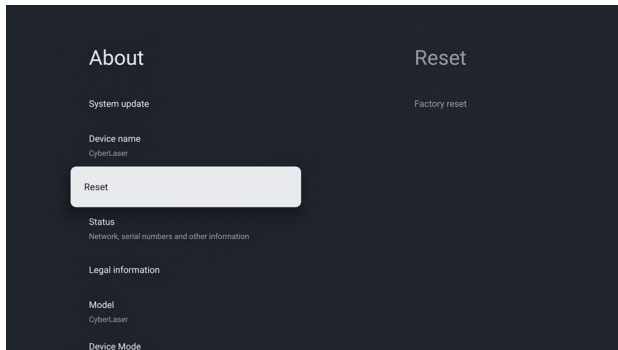 About
System update
Device name
CyberLaser
Reset
Status
Network, serial numbers and other information
Legal information
Model
CyberLaser
Device Mode
Reset
Factory reset